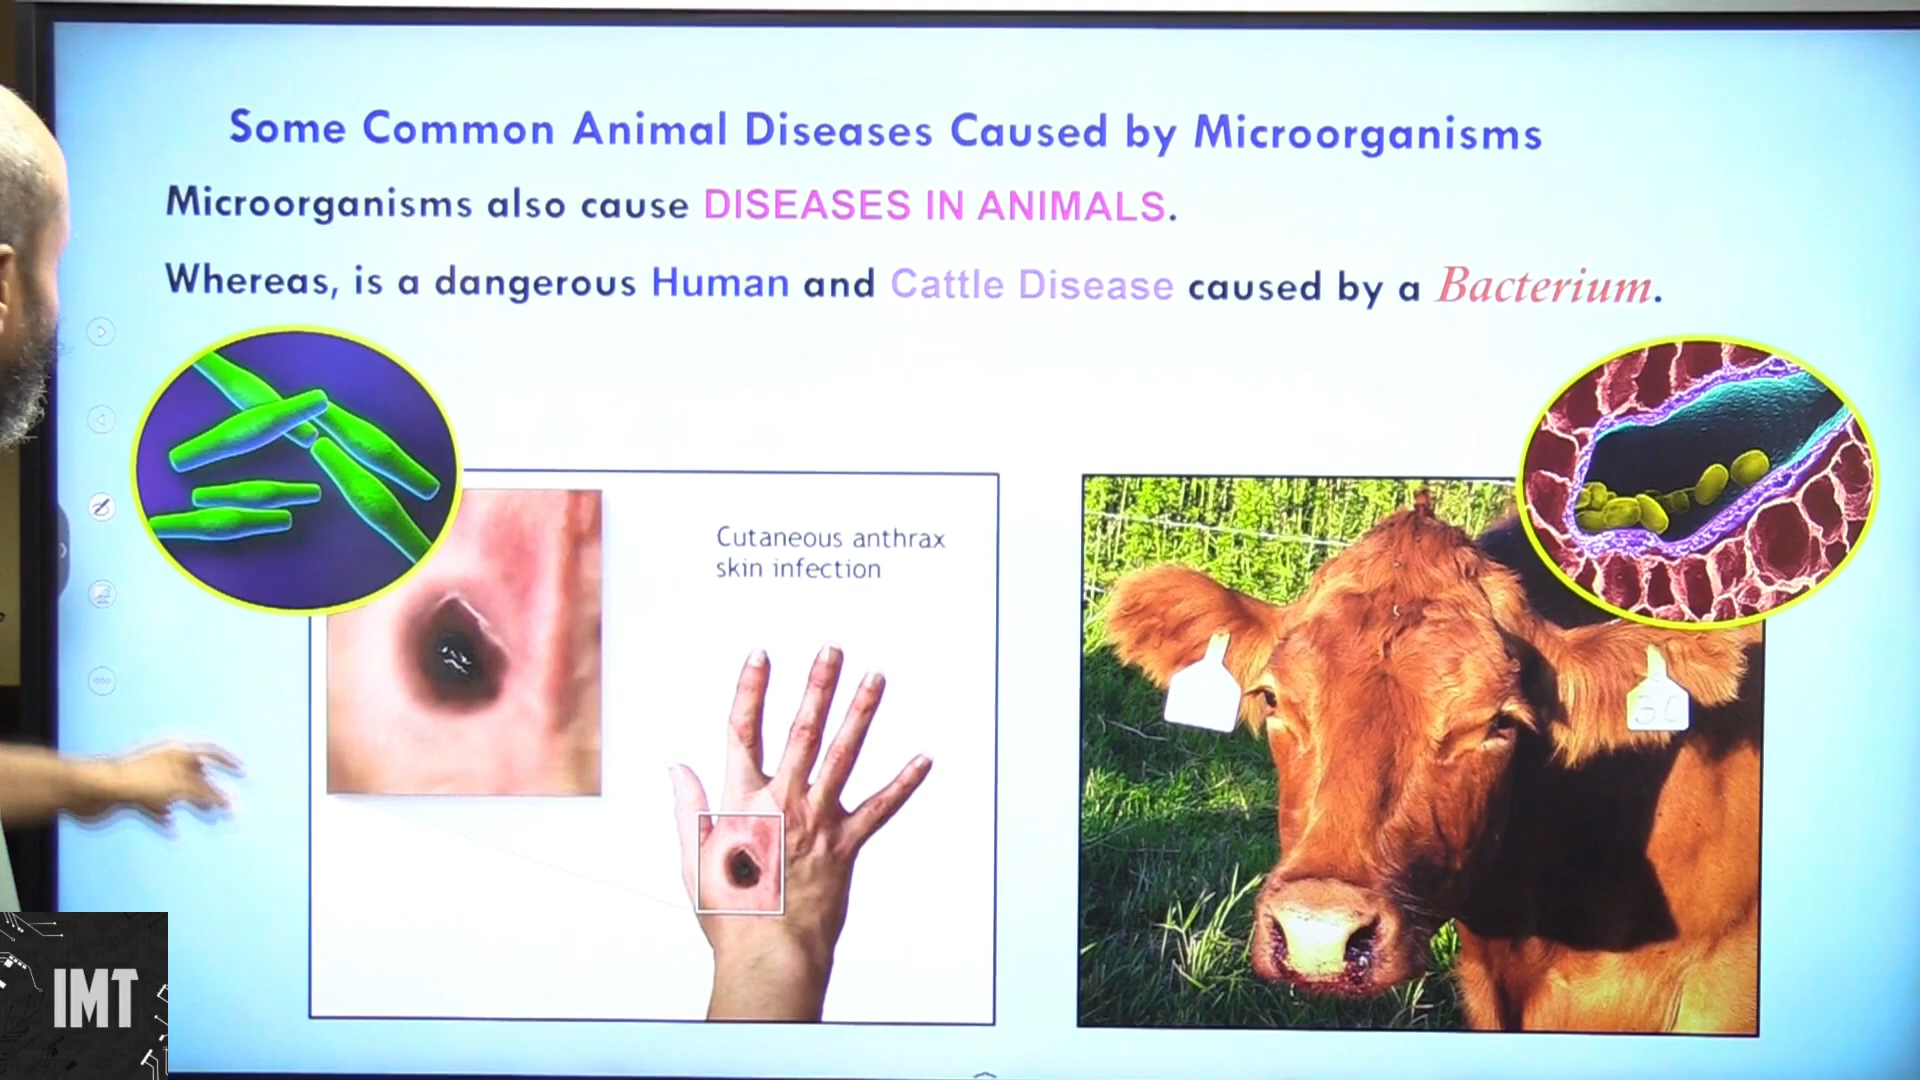 Some Common Animal Diseases Caused by Microorganisms
Microorganisms also cause DISEASES IN ANIMALS.
Whereas, is a dangerous Human and Cattle Disease caused by a Bacterium.
Cutaneous anthrax
skin infection
IMT